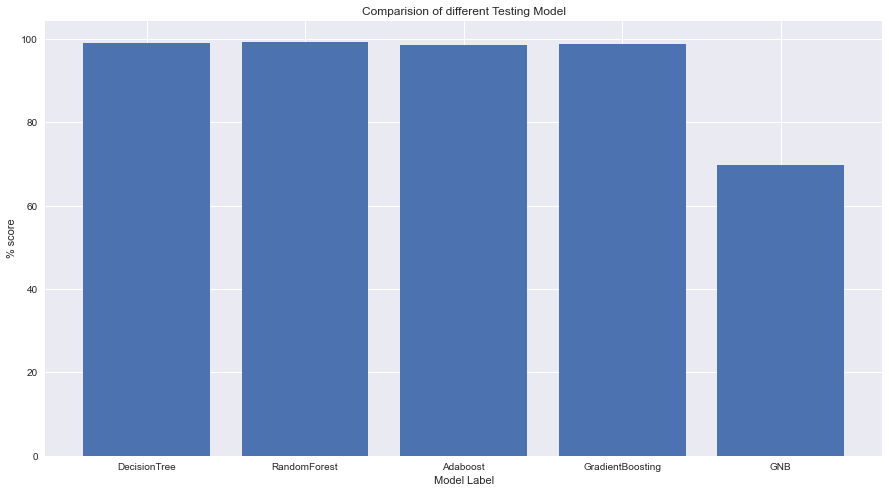 Comparision of different Testing Model
100
80
60
40
20
0
% score
DecisionTree
RandomForest
Adaboost
GradientBoosting
GNB
Model Label